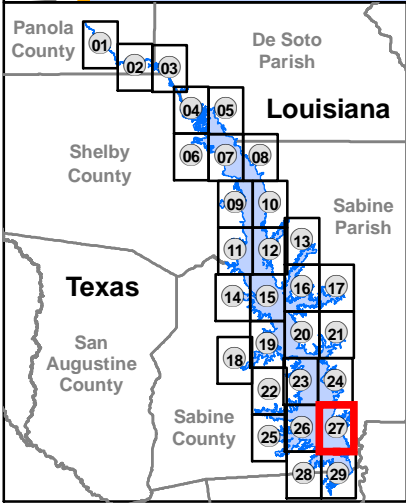 Panola
County
01
02
03
De Soto
Parish
04
05
Louisiana
Shelby
County
06
07
08
09
10
Sabine
Parish
11
12
13
Texas
14
15
16
17
San
Augustine
County
18
19
20
21
22
23
24
Sabine
County
25
26
27
28
29